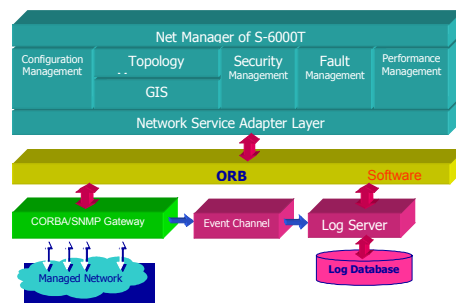 Net Manager of S-6000T
Configuration
Management
Topology
Security
Management
Fault
Management
Performance
Management
GIS
Network Service Adapter Layer
ORB
Software
CORBA/SNMP Gateway
Event Channel
Log Server
Managed Network
Log Database